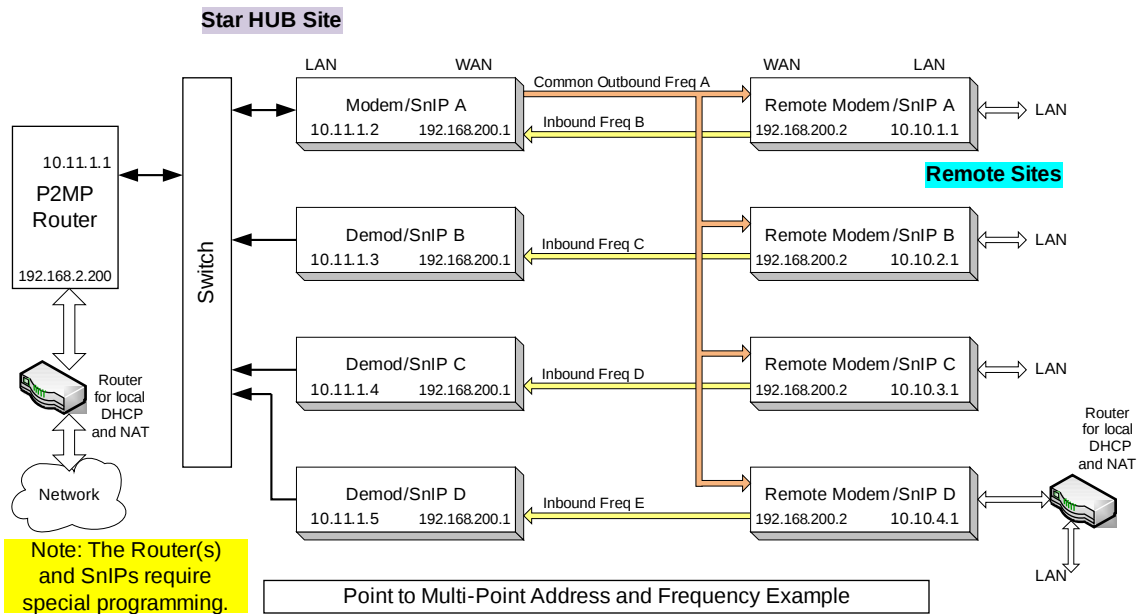 Star HUB Site
LAN
WAN
Common Outbound Freq A
WAN
LAN
Modem/SnIP A
10.11.1.2
192.168.200.1
Inbound Freq B
Remote Modem/SnIP A
192.168.200.2
10.10.1.1
LAN
10.11.1.1
P2MP
Router
192.168.2.200
Switch
Remote Sites
Demod/SnIP B
10.11.1.3
192.168.200.1
Inbound Freq C
Remote Modem/SnIP B
192.168.200.2
10.10.2.1
LAN
Demod/SnIP C
10.11.1.4
192.168.200.1
Inbound Freq D
Remote Modem/SnIP C
192.168.200.2
10.10.3.1
LAN
Router
for local
DHCP
and NAT
Network
Demod/SnIP D
10.11.1.5
192.168.200.1
Inbound Freq E
Remote Modem/SnIP D
192.168.200.2
10.10.4.1
Router
for local
DHCP
and NAT
LAN
Note: The Router(s)
and SnIPs require
special programming.
Point to Multi-Point Address and Frequency Example